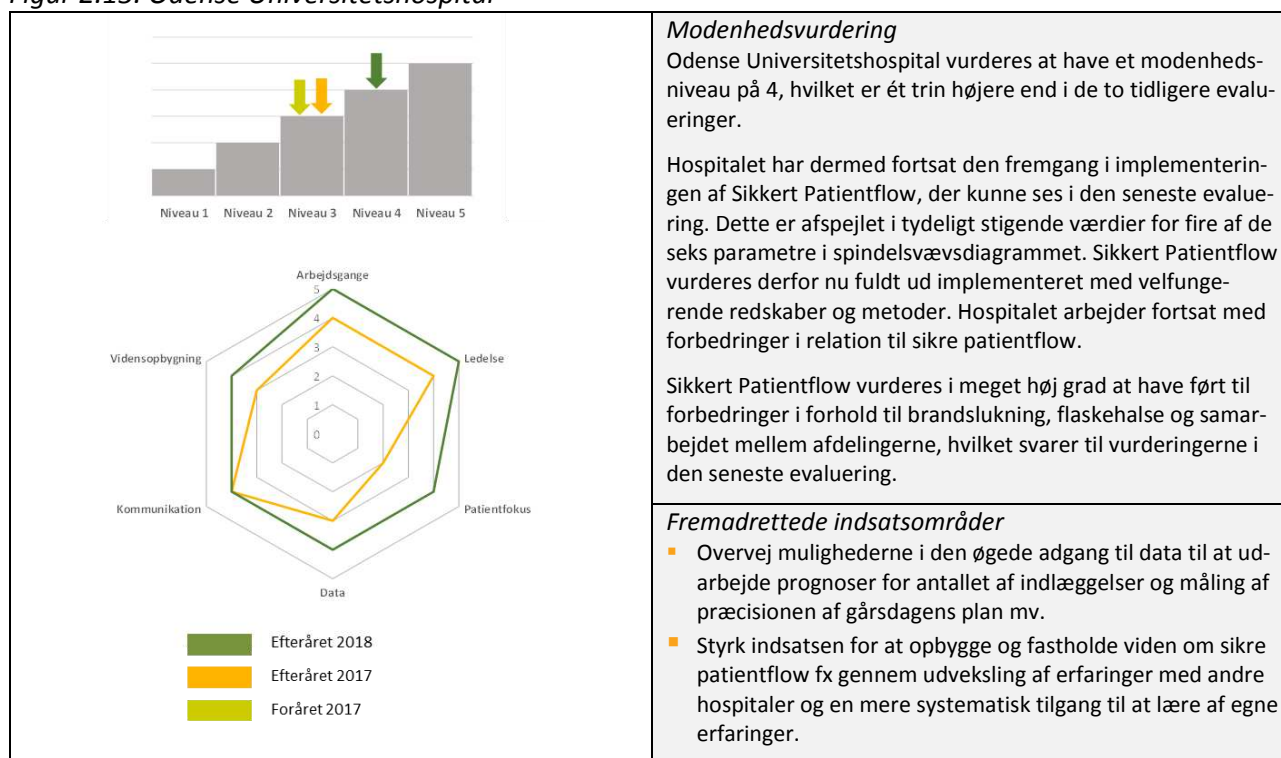 Figur 2.13: Odense Universitetshospital
Niveau 1 Niveau 2 Niveau 3 Niveau 4 Niveau 5
Arbejdsgange
5
4
3
2
1
0
Vidensopbygning
Ledelse
Kommunikation
Patientfokus
Data
Efteråret 2018
Efteråret 2017
Foråret 2017
Modenhedsvurdering
Odense Universitetshospital vurderes at have et modenheds-
niveau på 4, hvilket er ét trin højere end i de to tidligere evalu-
eringer.
Hospitalet har dermed fortsat den fremgang i implementerin-
gen af Sikkert Patientflow, der kunne ses i den seneste evalue-
ring. Dette er afspejlet i tydeligt stigende værdier for fire af de
seks parametre i spindelsvævsdiagrammet. Sikkert Patientflow
vurderes derfor nu fuldt ud implementeret med velfunge-
rende redskaber og metoder. Hospitalet arbejder fortsat med
forbedringer i relation til sikre patientflow.
Sikkert Patientflow vurderes i meget høj grad at have ført til
forbedringer i forhold til brandslukning, flaskehalse og samar-
bejdet mellem afdelingerne, hvilket svarer til vurderingerne i
den seneste evaluering.
Fremadrettede indsatsområder
▪ Overvej mulighederne i den øgede adgang til data til at ud-
arbejde prognoser for antallet af indlæggelser og måling af
præcisionen af gårsdagens plan mv.
▪ Styrk indsatsen for at opbygge og fastholde viden om sikre
patientflow fx gennem udveksling af erfaringer med andre
hospitaler og en mere systematisk tilgang til at lære af egne
erfaringer.